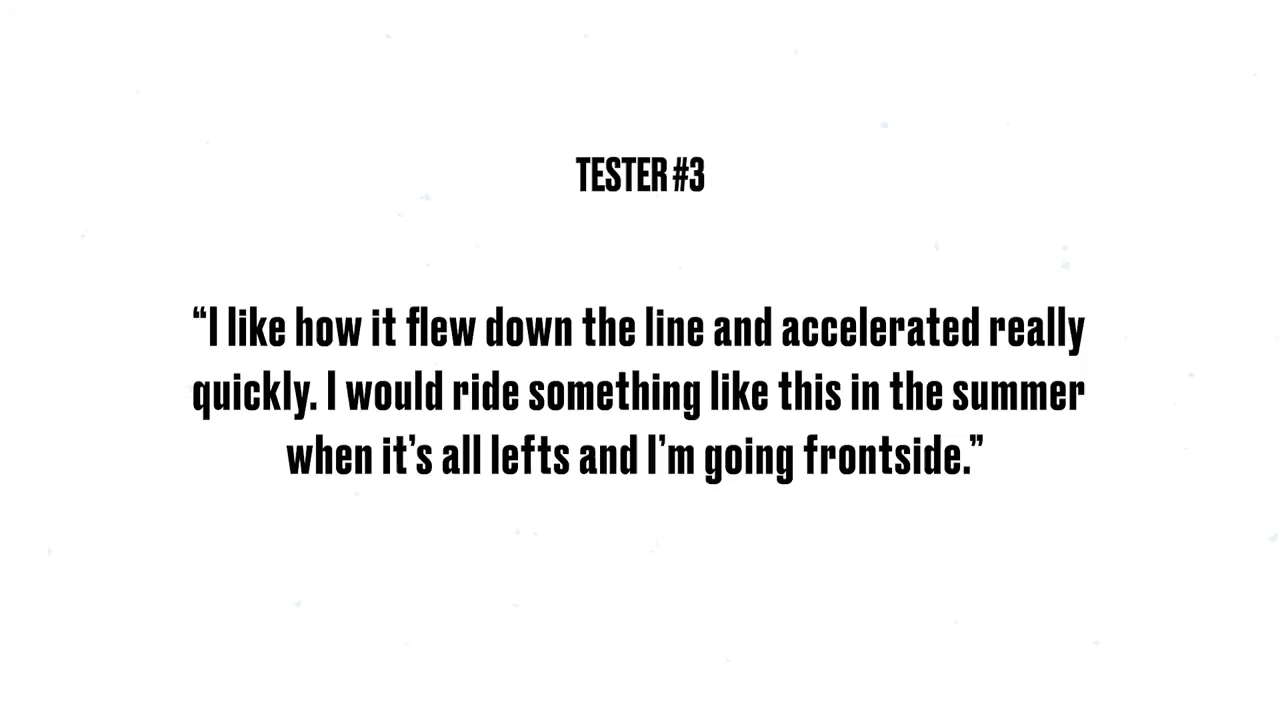 TESTER #3
“I like how it flew down the line and accelerated really
quickly. I would ride something like this in the summer
when it’s all lefts and I’m going frontside.”